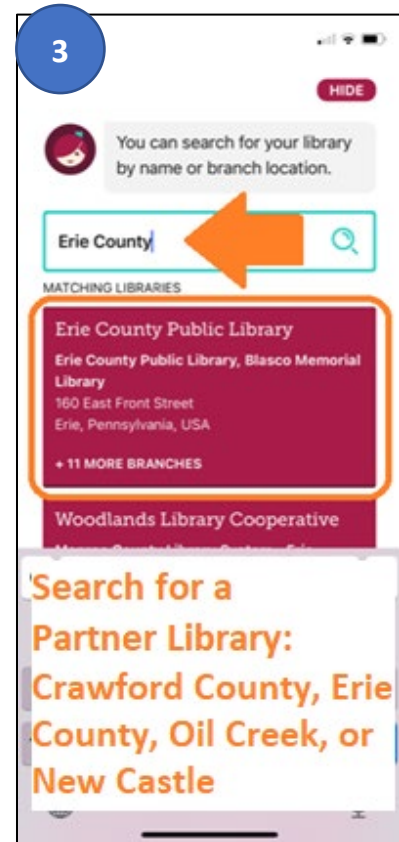 3
HIDE
You can search for your library
by name or branch location.
Erie County
MATCHING LIBRARIES
Erie County Public Library
Erie County Public Library, Blasco Memorial
Library
160 East Front Street
Erie, Pennsylvania, USA
+ 11 MORE BRANCHES
Woodlands Library Cooperative
Search for a
Partner Library:
Crawford County, Erie
County, Oil Creek, or
New Castle